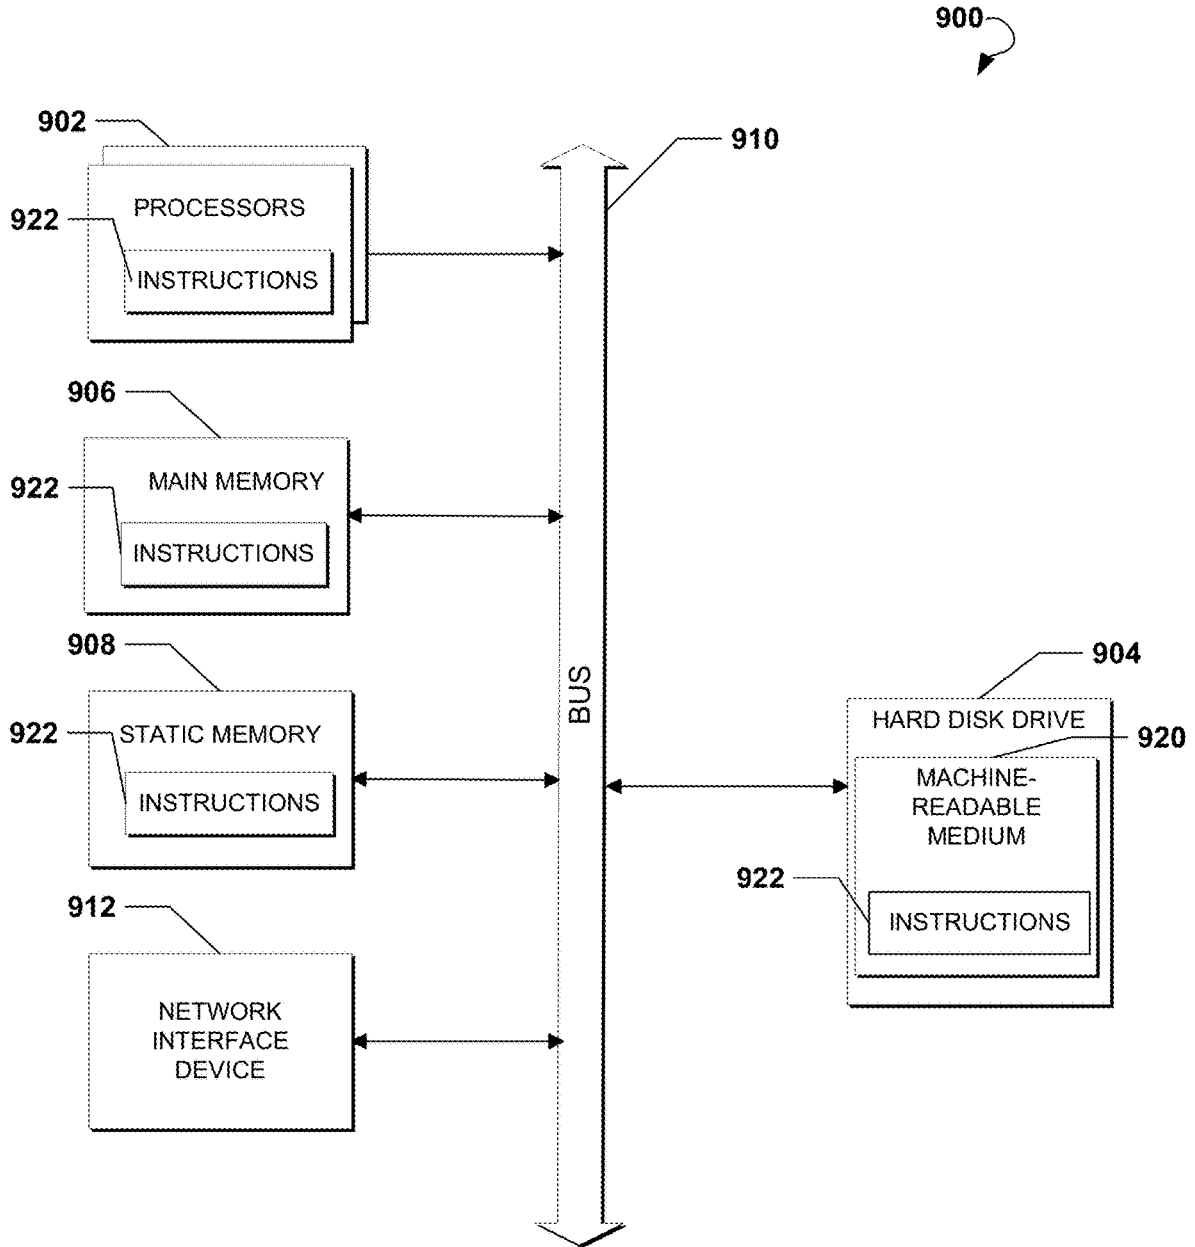 900
902
910
PROCESSORS
922
INSTRUCTIONS
906
MAIN MEMORY
922
INSTRUCTIONS
908
STATIC MEMORY
922
INSTRUCTIONS
BUS
904
HARD DISK DRIVE
920
MACHINE-
READABLE
MEDIUM
922
INSTRUCTIONS
912
NETWORK
INTERFACE
DEVICE